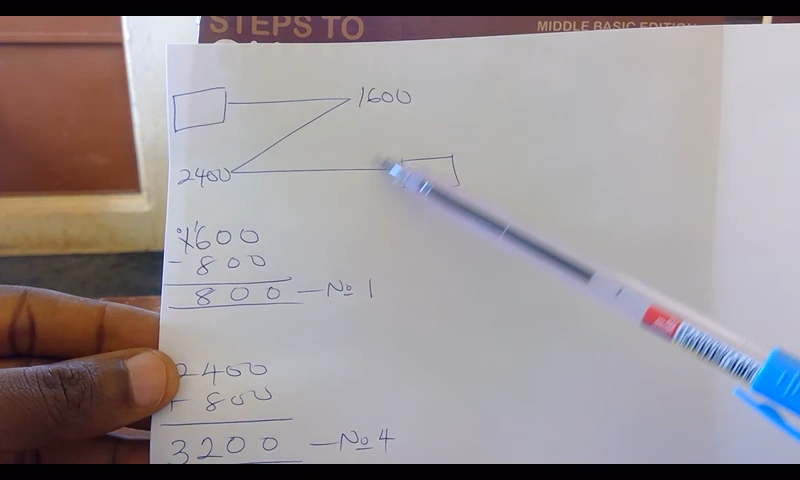 STEPS TO
MIDDLE BASIC EDITION
1600
2400
1600
- 800
800 — No 1
2400
+ 800
3200 — No 4